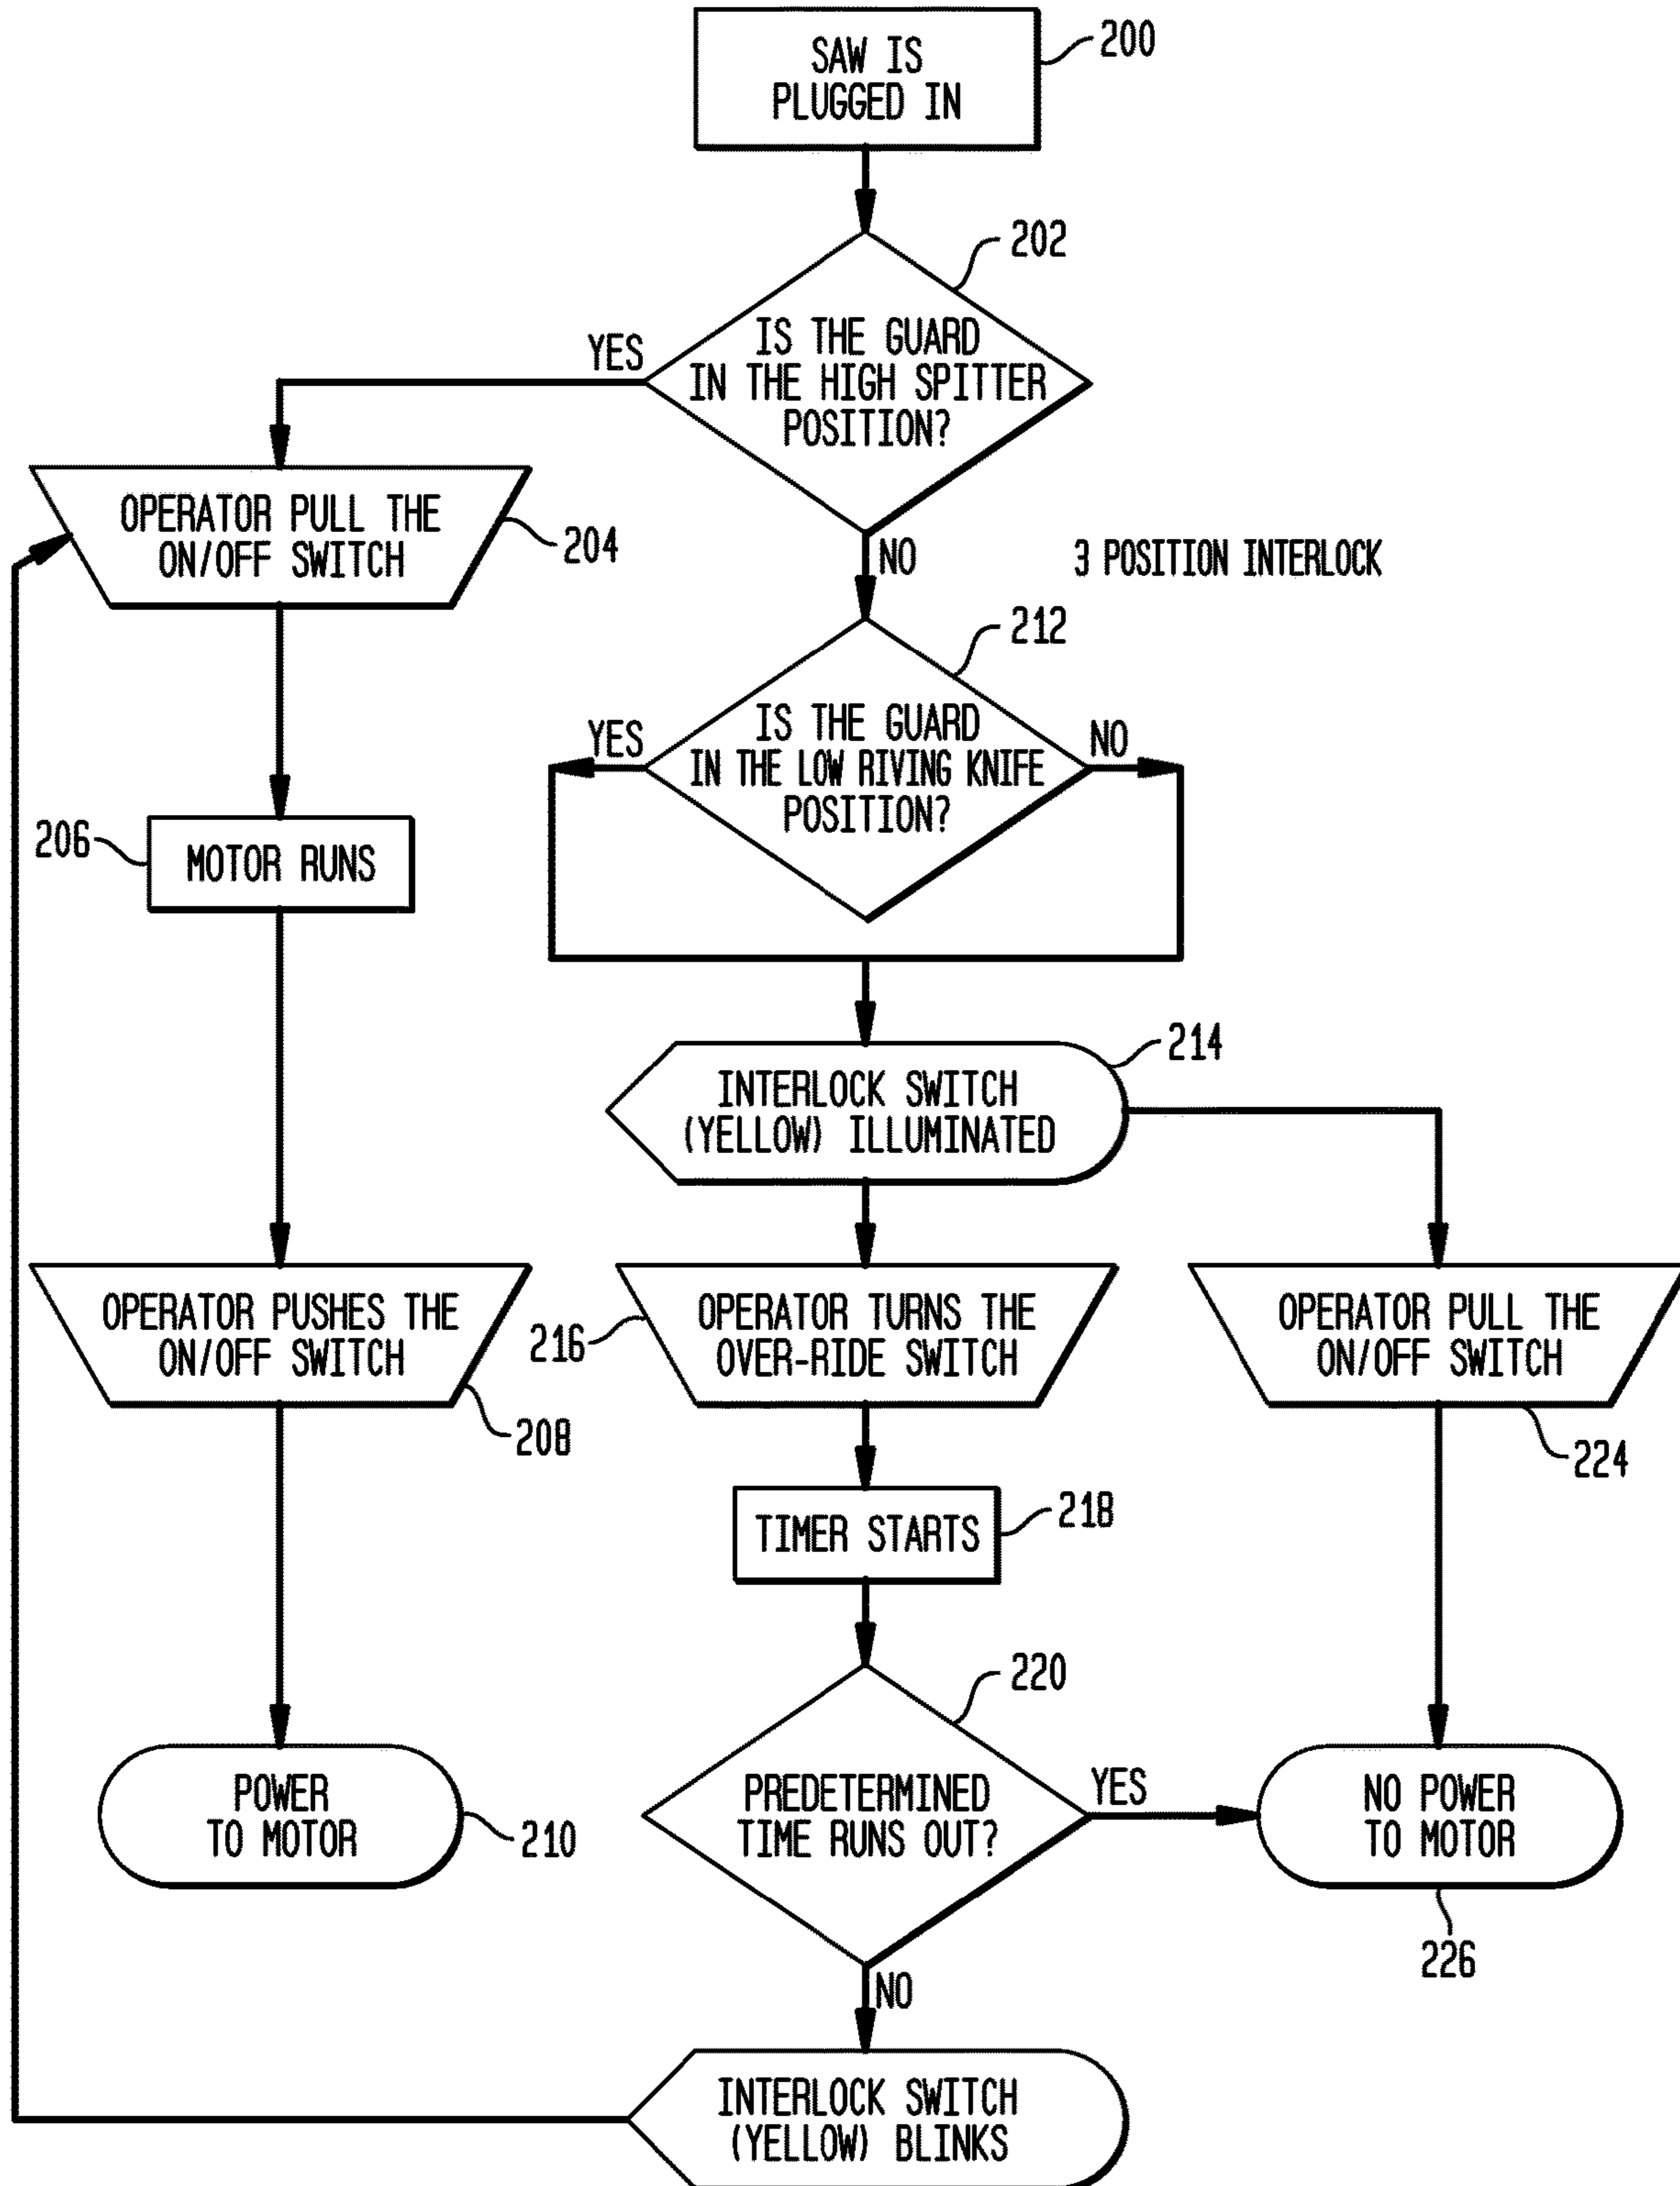 SAW IS
PLUGGED IN
200
202
IS THE GUARD
IN THE HIGH SPITTER
POSITION?
YES
NO
OPERATOR PULL THE
ON/OFF SWITCH
204
3 POSITION INTERLOCK
212
IS THE GUARD
IN THE LOW RIVING KNIFE
POSITION?
YES
NO
206
MOTOR RUNS
214
INTERLOCK SWITCH
(YELLOW) ILLUMINATED
OPERATOR PUSHES THE
ON/OFF SWITCH
208
216
OPERATOR TURNS THE
OVER-RIDE SWITCH
OPERATOR PULL THE
ON/OFF SWITCH
224
TIMER STARTS
218
220
PREDETERMINED
TIME RUNS OUT?
YES
NO
POWER
TO MOTOR
210
NO POWER
TO MOTOR
226
INTERLOCK SWITCH
(YELLOW) BLINKS